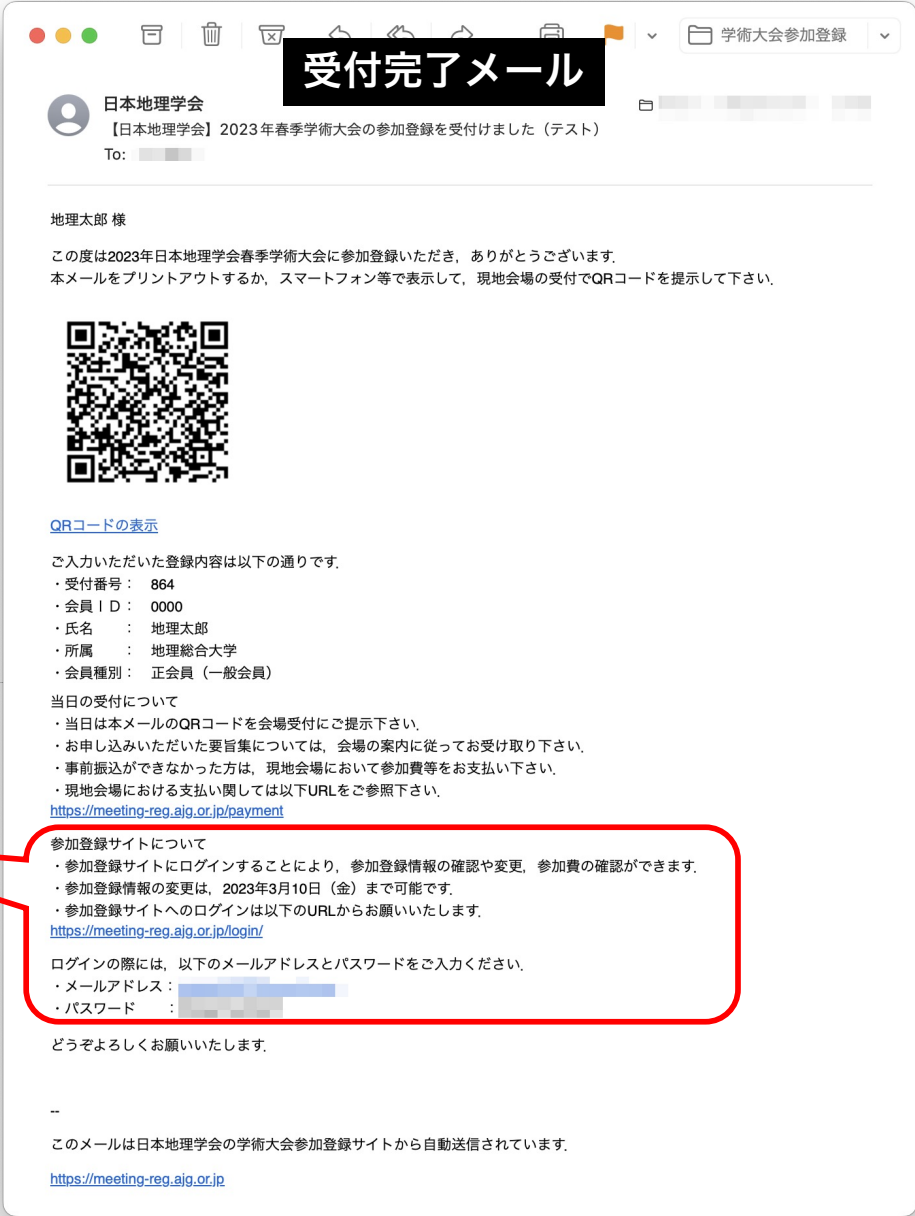 学術大会参加登録
受付完了メール
日本地理学会
【日本地理学会】2023年春季学術大会の参加登録を受付けました（テスト）
To:
地理太郎 様
この度は2023年日本地理学会春季学術大会に参加登録いただき，ありがとうございます．
本メールをプリントアウトするか，スマートフォン等で表示して，現地会場の受付でQRコードを提示して下さい．
QRコードの表示
ご入力いただいた登録内容は以下の通りです．
・受付番号： 864
・会員ＩＤ： 0000
・氏名　　： 地理太郎
・所属　　： 地理総合大学
・会員種別： 正会員（一般会員）
当日の受付について
・当日は本メールのQRコードを会場受付にご提示下さい．
・お申し込みいただいた要旨集については，会場の案内に従ってお受け取り下さい．
・事前振込ができなかった方は，現地会場において参加費等をお支払い下さい．
・現地会場における支払い関しては以下URLをご参照下さい．
https://meeting-reg.ajg.or.jp/payment
参加登録サイトについて
・参加登録サイトにログインすることにより，参加登録情報の確認や変更，参加費の確認ができます．
・参加登録情報の変更は，2023年3月10日（金）まで可能です．
・参加登録サイトへのログインは以下のURLからお願いいたします．
https://meeting-reg.ajg.or.jp/login/
ログインの際には，以下のメールアドレスとパスワードをご入力ください．
・メールアドレス：
・パスワード　　：
どうぞよろしくお願いいたします．
--
このメールは日本地理学会の学術大会参加登録サイトから自動送信されています．
https://meeting-reg.ajg.or.jp